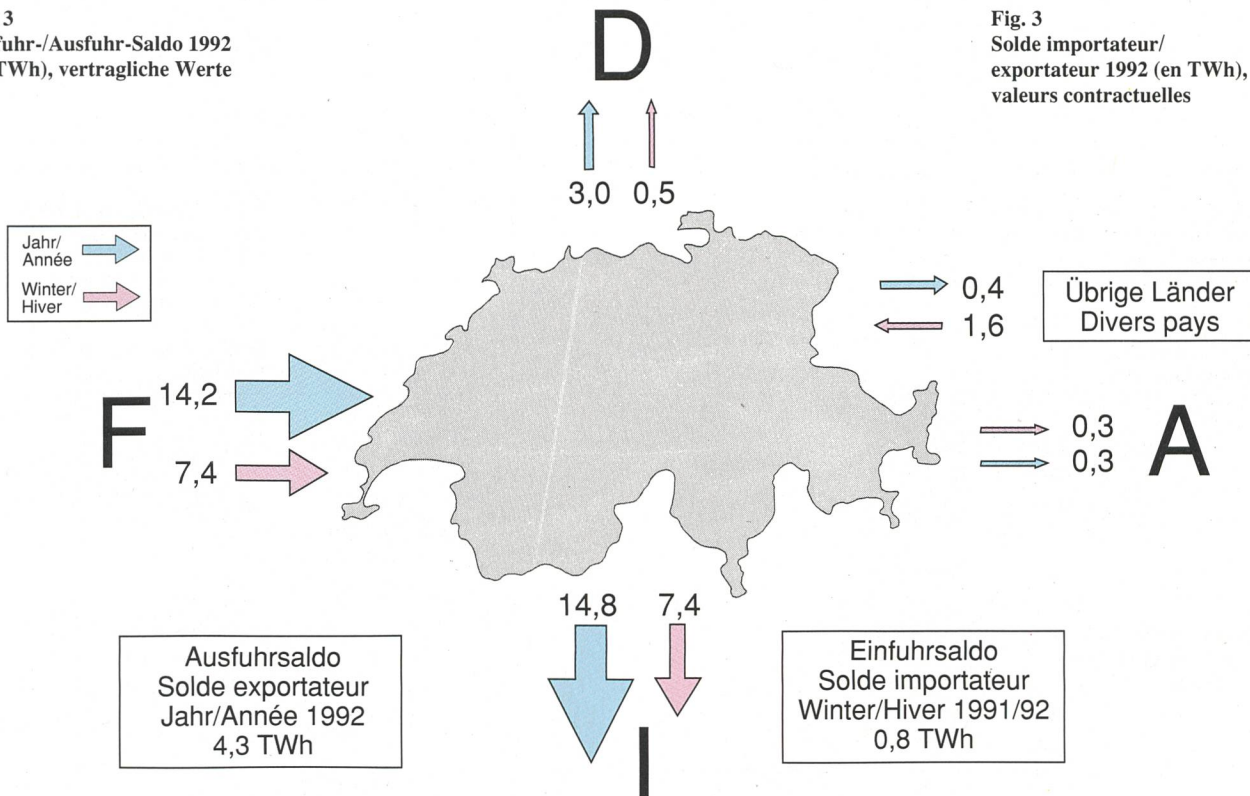 3
fuhr-/Ausfuhr-Saldo 1992
TWh), vertragliche Werte
Fig. 3
Solde importateur/
exportateur 1992 (en TWh),
valeurs contractuelles
D
3,0 0,5
Jahr/
Année
Winter/
Hiver
0,4
1,6
Übrige Länder
Divers pays
F
14,2
7,4
0,3
0,3
A
14,8 7,4
I
Ausfuhrsaldo
Solde exportateur
Jahr/Année 1992
4,3 TWh
Einfuhrsaldo
Solde importateur
Winter/Hiver 1991/92
0,8 TWh